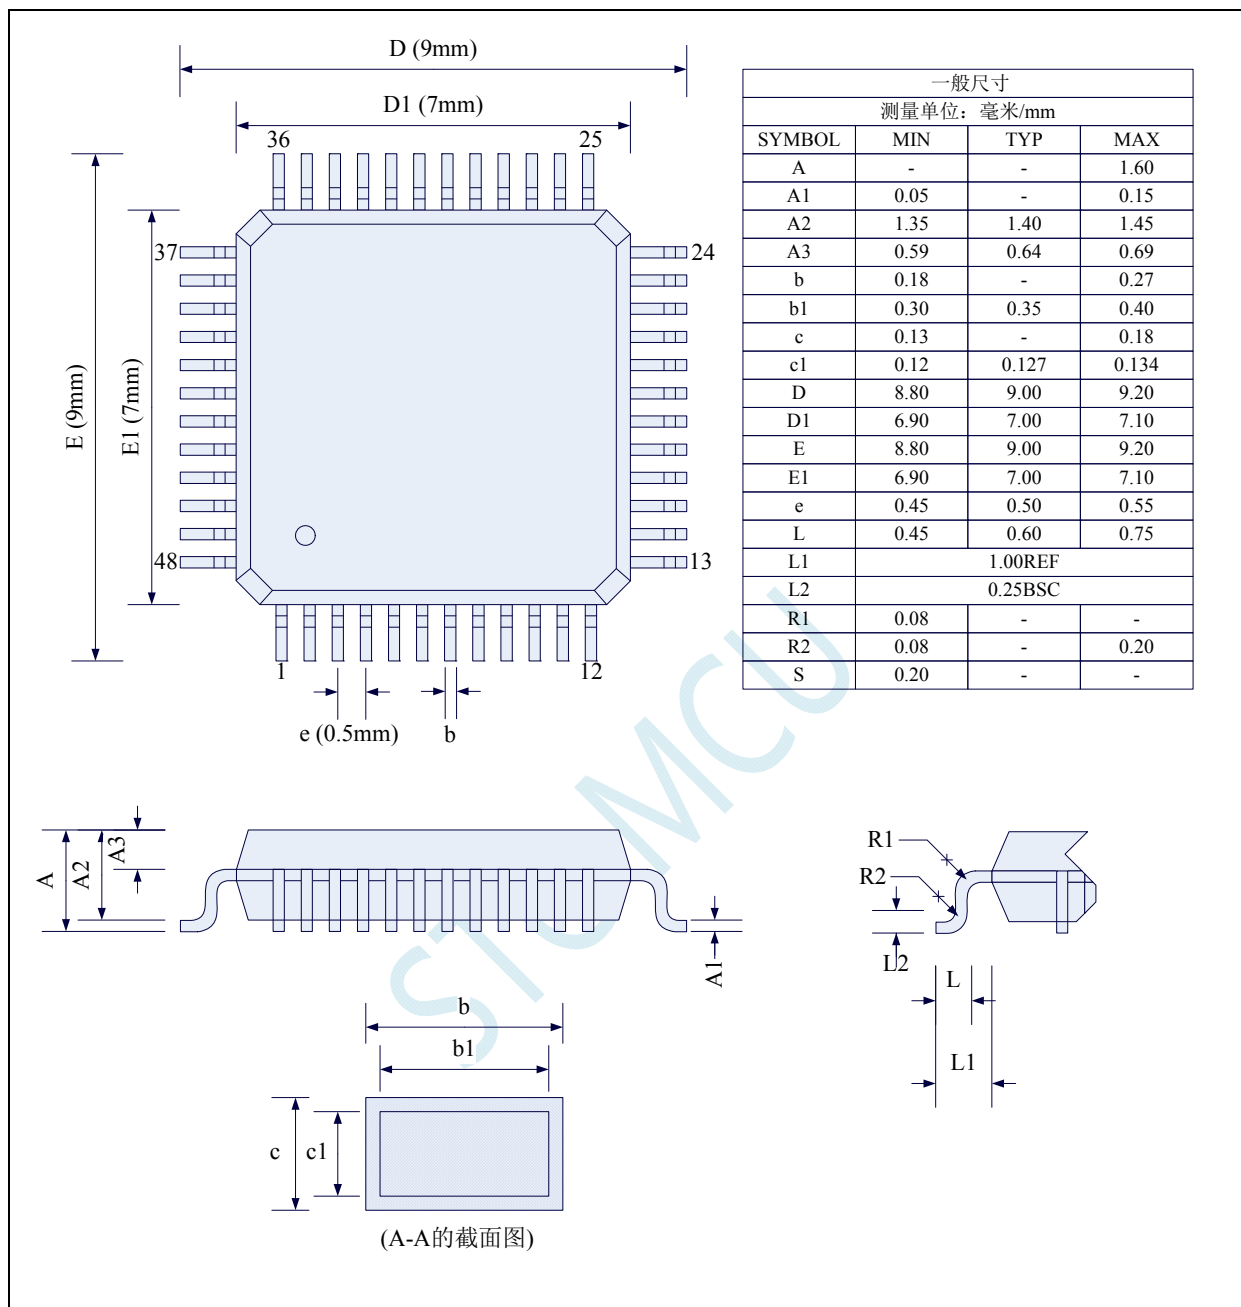 D (9mm)
D1 (7mm)
36
25
37
24
E (9mm)
E1 (7mm)
48
13
1
12
e (0.5mm)
b
一般尺寸
测量单位：毫米/mm
SYMBOL MIN TYP MAX
A - - 1.60
A1 0.05 - 0.15
A2 1.35 1.40 1.45
A3 0.59 0.64 0.69
b 0.18 - 0.27
b1 0.30 0.35 0.40
c 0.13 - 0.18
c1 0.12 0.127 0.134
D 8.80 9.00 9.20
D1 6.90 7.00 7.10
E 8.80 9.00 9.20
E1 6.90 7.00 7.10
e 0.45 0.50 0.55
L 0.45 0.60 0.75
L1 1.00REF
L2 0.25BSC
R1 0.08 - -
R2 0.08 - 0.20
S 0.20 - -
STCMCU
A
A2
A3
A1
R1
R2
L2
L
L1
b
b1
c
c1
(A-A的截面图)